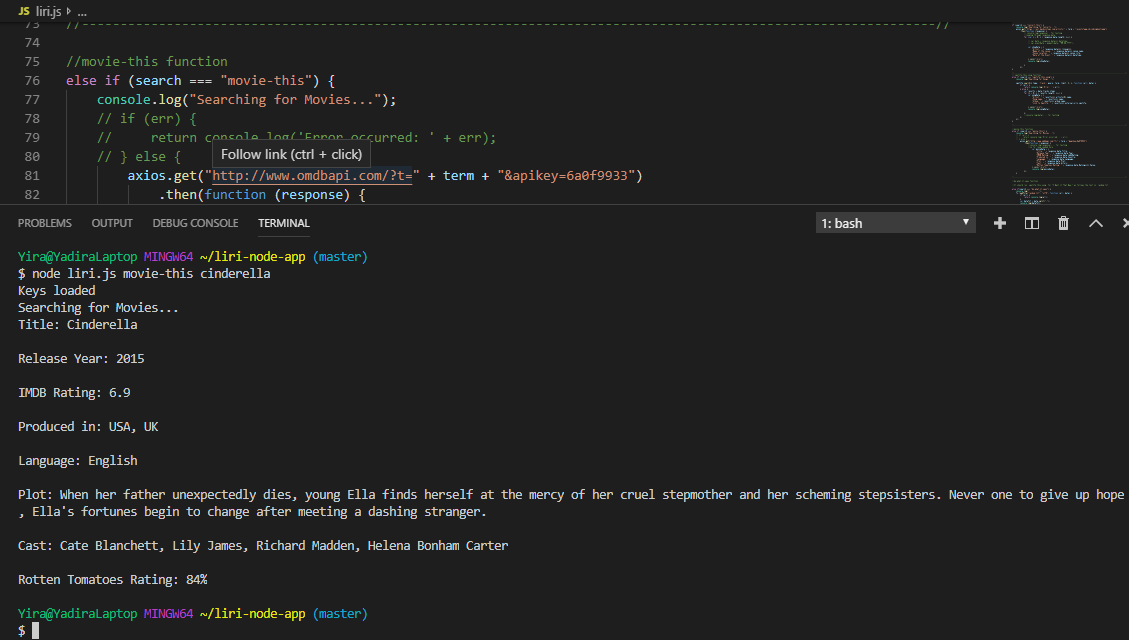 JS liri.js ▸ ...
73 //----------------------------------------------------------------------------------------------------------------//
74
75 //movie-this function
76 else if (search === "movie-this") {
77 console.log("Searching for Movies...");
78 // if (err) {
79 // return console.log('Error occurred: ' + err);
80 // } else {
Follow link (ctrl + click)
81 axios.get("http://www.omdbapi.com/?t=" + term + "&apikey=6a0f9933")
82 .then(function (response) {
PROBLEMS OUTPUT DEBUG CONSOLE TERMINAL 1: bash
Yira@YadiraLaptop MINGW64 ~/liri-node-app (master)
$ node liri.js movie-this cinderella
Keys loaded
Searching for Movies...
Title: Cinderella
Release Year: 2015
IMDB Rating: 6.9
Produced in: USA, UK
Language: English
Plot: When her father unexpectedly dies, young Ella finds herself at the mercy of her cruel stepmother and her scheming stepsisters. Never one to give up hope
, Ella's fortunes begin to change after meeting a dashing stranger.
Cast: Cate Blanchett, Lily James, Richard Madden, Helena Bonham Carter
Rotten Tomatoes Rating: 84%
Yira@YadiraLaptop MINGW64 ~/liri-node-app (master)
$